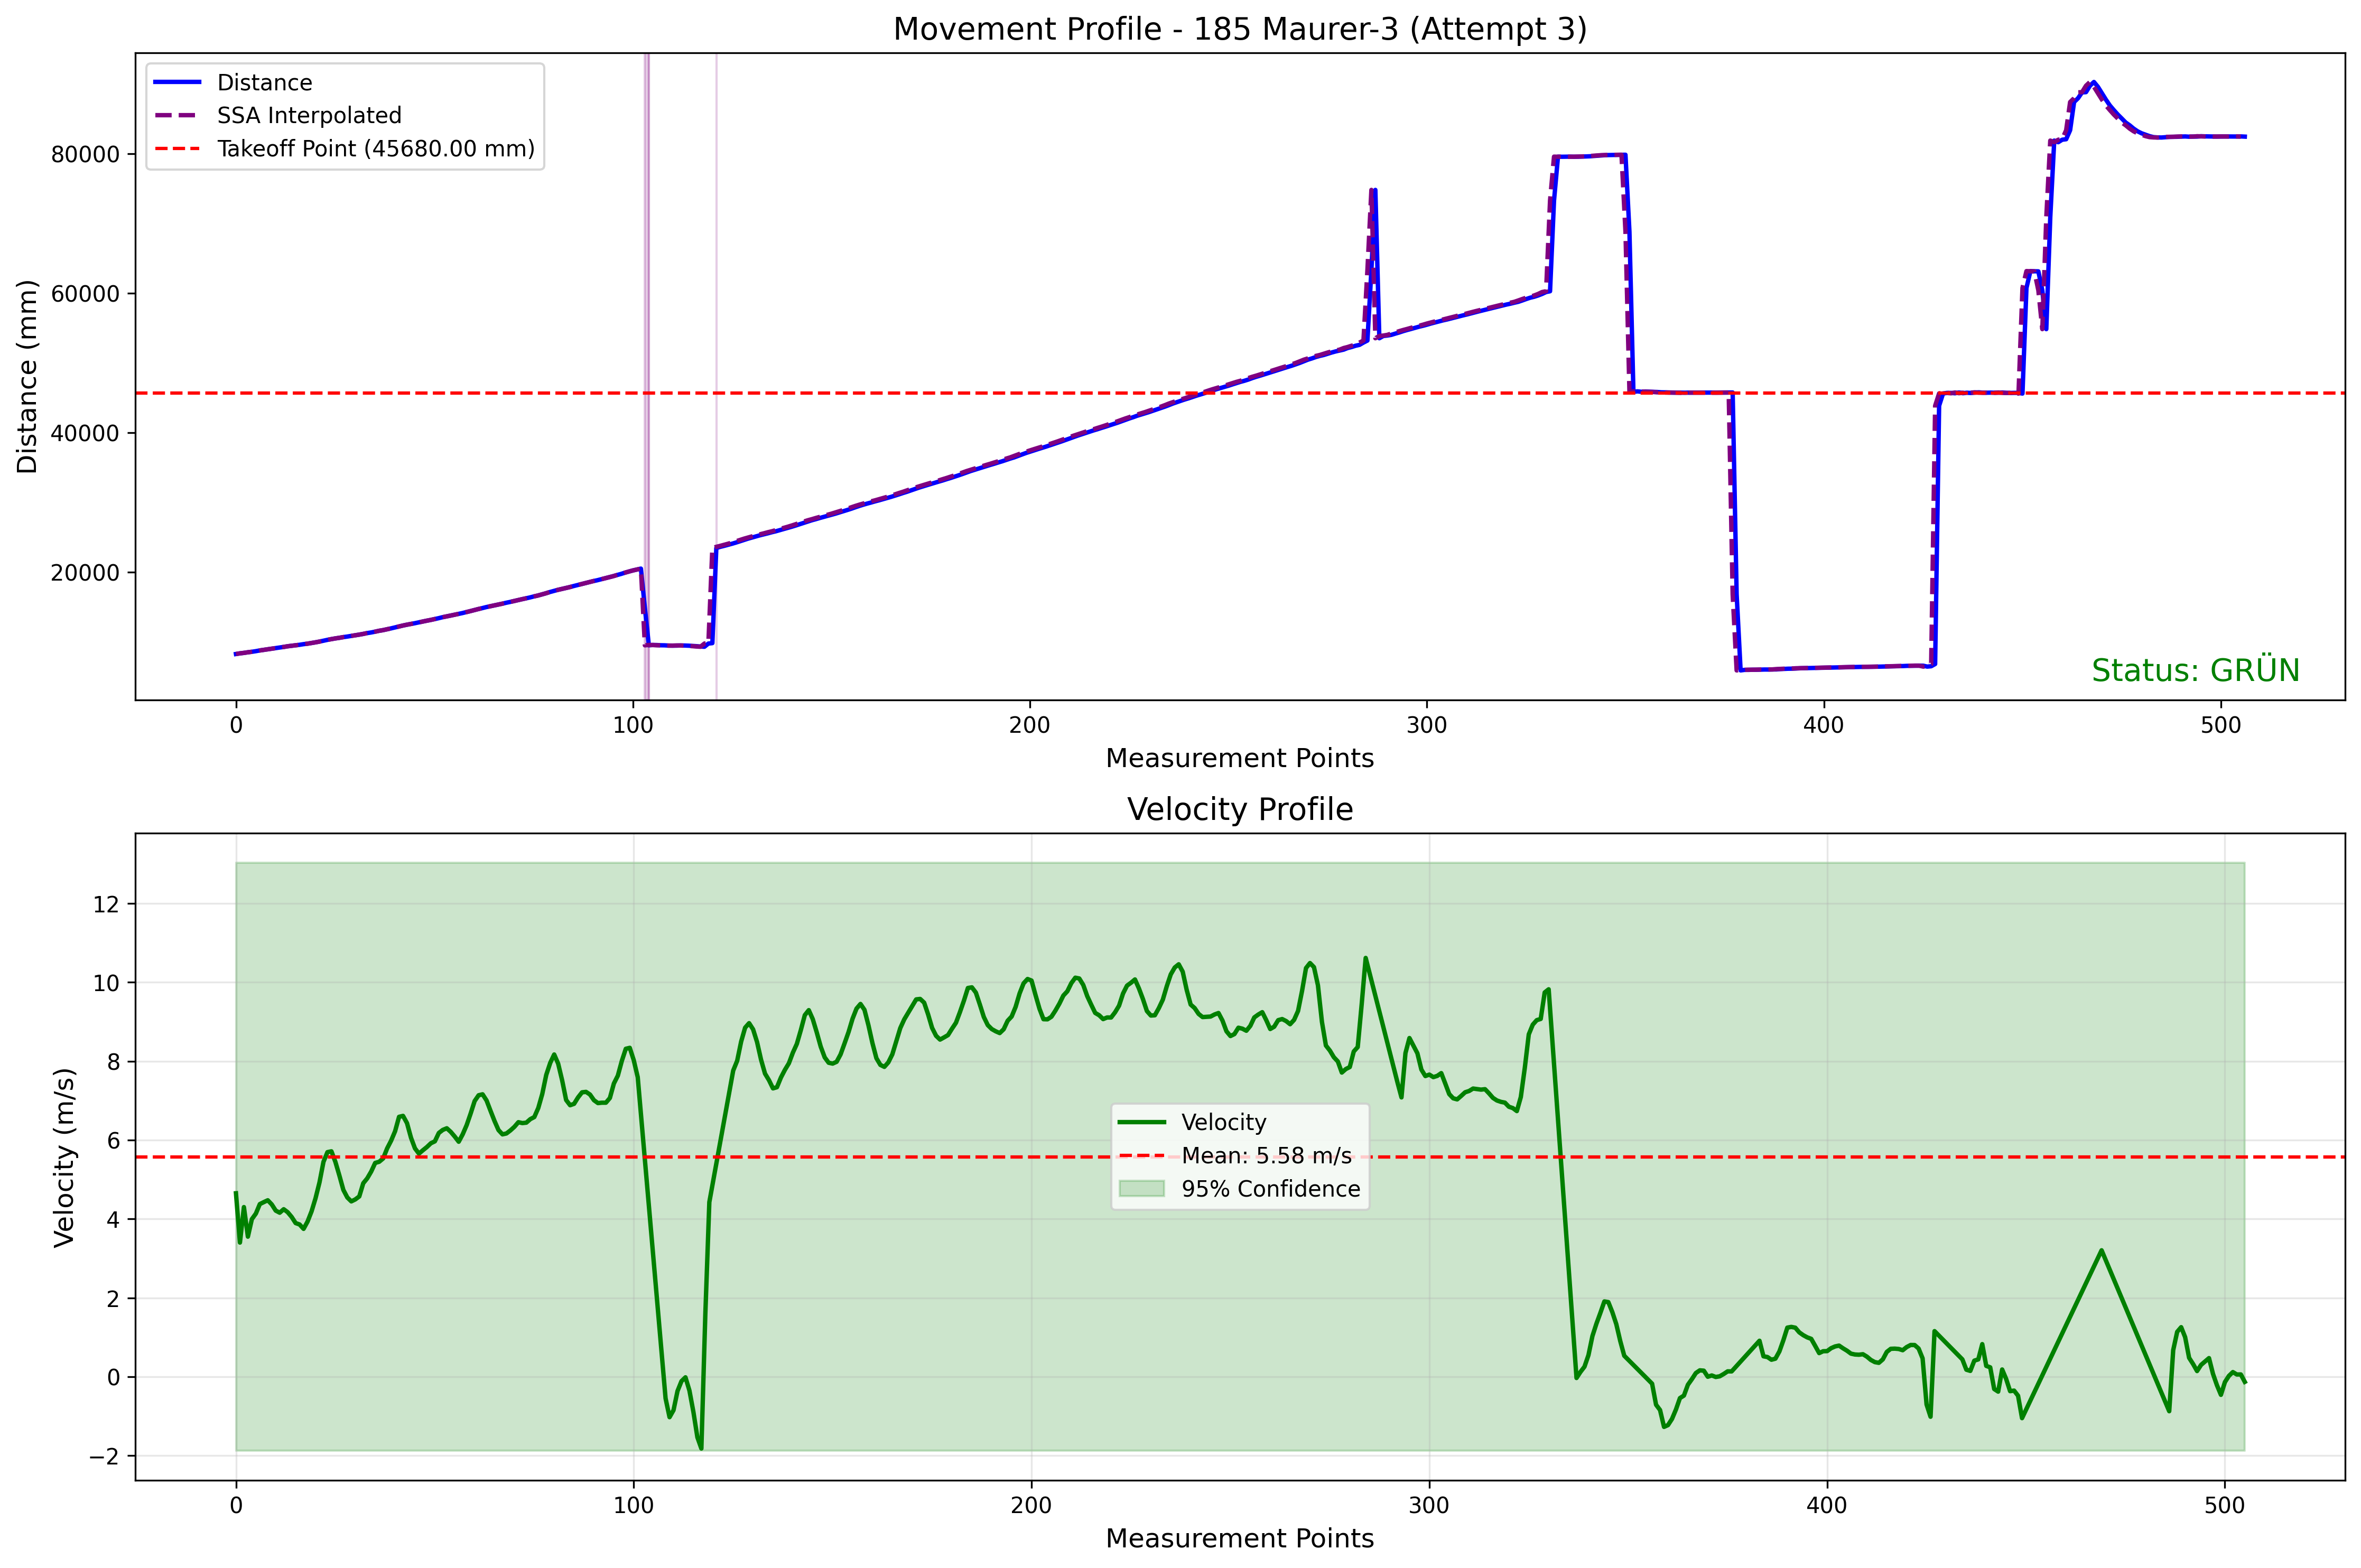 Movement Profile - 185 Maurer-3 (Attempt 3)
Distance
SSA Interpolated
Takeoff Point (45680.00 mm)
Distance (mm)
80000
60000
40000
20000
Status: GRÜN
0 100 200 300 400 500
Measurement Points
Velocity Profile
Velocity (m/s)
12
10
8
6
4
2
0
−2
Velocity
Mean: 5.58 m/s
95% Confidence
0 100 200 300 400 500
Measurement Points